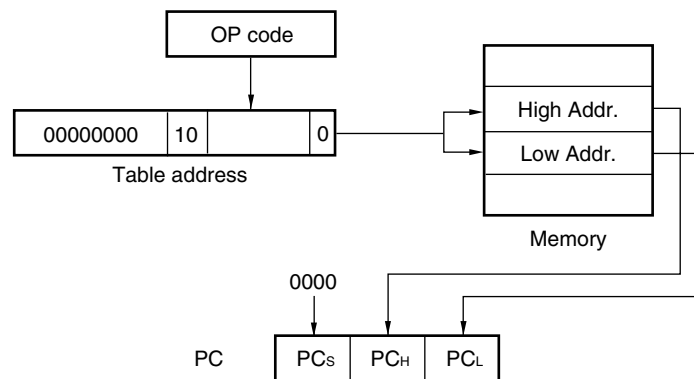 OP code
00000000 10 0
Table address
High Addr.
Low Addr.
Memory
0000
PC PCS PCH PCL